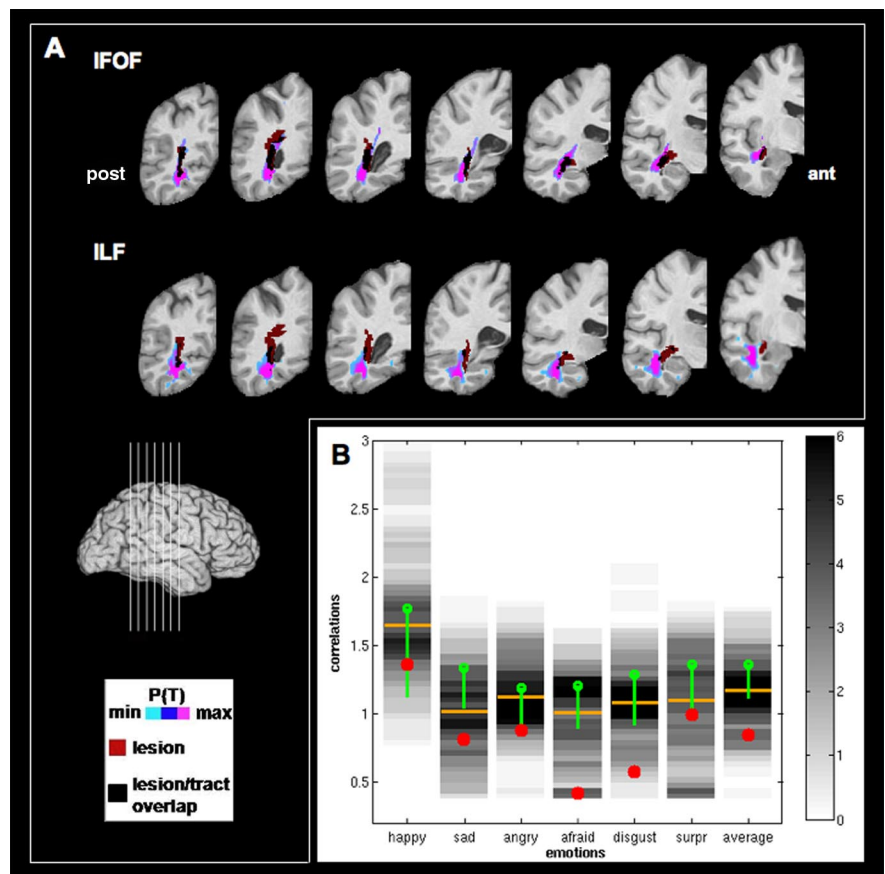 A
IFOF
post
ant
ILF
P(T)
min max
lesion
lesion/tract
overlap
B
3
2.5
2
1.5
1
0.5
correlations
happy sad angry afraid disgust surpr average
emotions
6
5
4
3
2
1
0